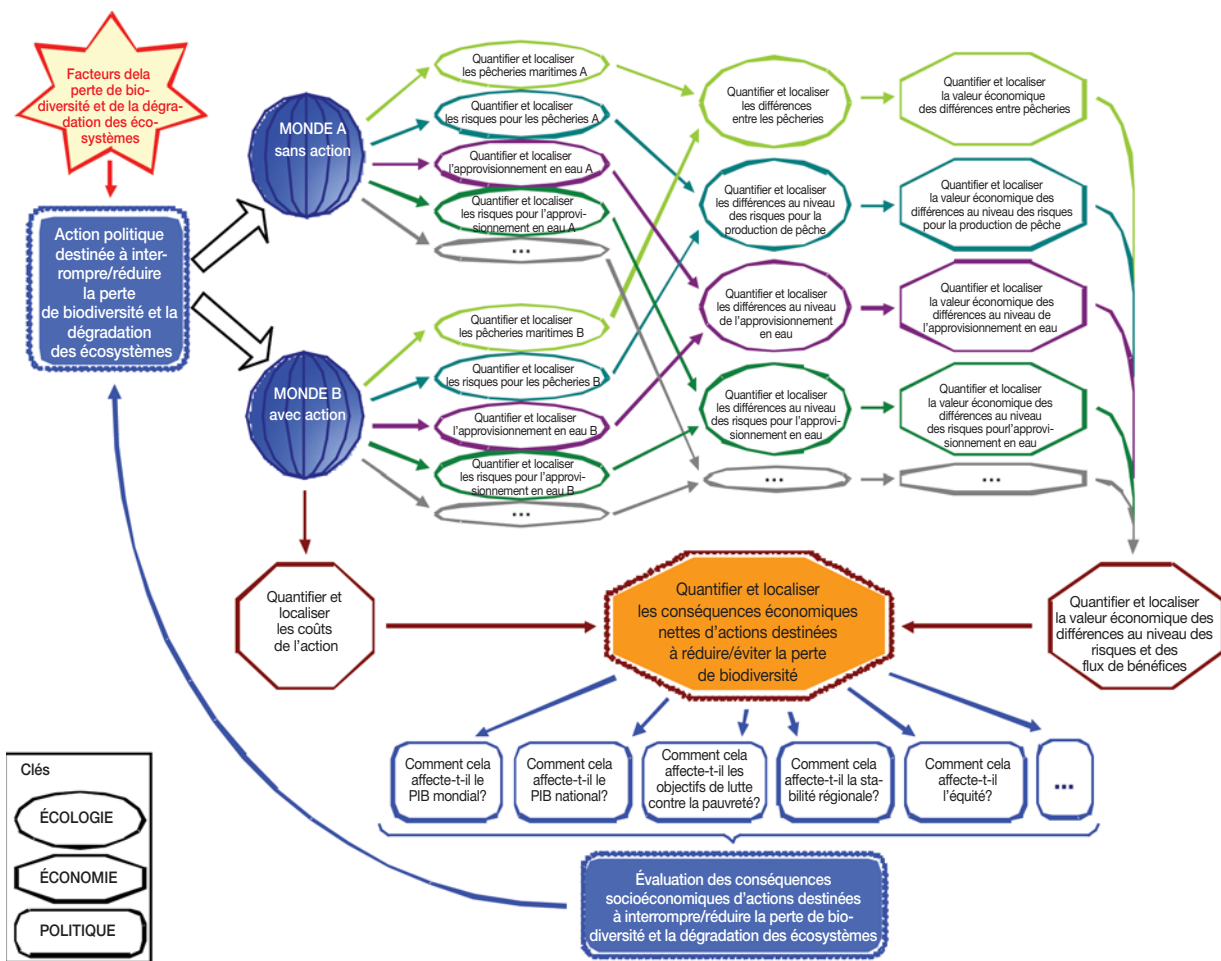 Facteurs dela
perte de bio-
diversité et de la dégra-
dation des éco-
systèmes
Action politique
destinée à inter-
rompre/réduire
la perte
de biodiversité et la
dégradation
des écosystèmes
MONDE A
sans action
MONDE B
avec action
Quantifier et localiser
les pêcheries maritimes A
Quantifier et localiser
les risques pour les pêcheries A
Quantifier et localiser
l'approvisionnement en eau A
Quantifier et localiser
les risques pour l'approvi-
sionnement en eau A
...
Quantifier et localiser
les pêcheries maritimes B
Quantifier et localiser
les risques pour les pêcheries B
Quantifier et localiser
l'approvisionnement en eau B
Quantifier et localiser
les risques pour l'approvi-
sionnement en eau B
...
Quantifier et localiser
les différences
entre les pêcheries
Quantifier et localiser
les différences au niveau
des risques pour la
production de pêche
Quantifier et localiser
les différences au niveau
de l'approvisionnement
en eau
Quantifier et localiser
les différences au niveau
des risques pour l'approvi-
sionnement en eau
...
Quantifier et localiser
la valeur économique
des différences entre pêcheries
Quantifier et localiser
la valeur économique des
différences au niveau des risques
pour la production de pêche
Quantifier et localiser
la valeur économique des
différences au niveau de
l'approvisionnement en eau
Quantifier et localiser
la valeur économique des
différences au niveau
des risques pourl'approvi-
sionnement en eau
...
Quantifier et
localiser
les coûts
de l'action
Quantifier et localiser
les conséquences économiques
nettes d'actions destinées
à réduire/éviter la perte
de biodiversité
Quantifier et localiser
la valeur économique des
différences au niveau des
risques et des
flux de bénéfices
Comment cela
affecte-t-il le
PIB mondial?
Comment cela
affecte-t-il le
PIB national?
Comment cela
affecte-t-il les
objectifs de lutte
contre la pauvreté?
Comment cela
affecte-t-il la sta-
bilité régionale?
Comment cela
affecte-t-il
l'équité?
...
Évaluation des conséquences
socioéconomiques d'actions destinées
à interrompre/réduire la perte de bio-
diversité et la dégradation des écosystèmes
Clés
ÉCOLOGIE
ÉCONOMIE
POLITIQUE